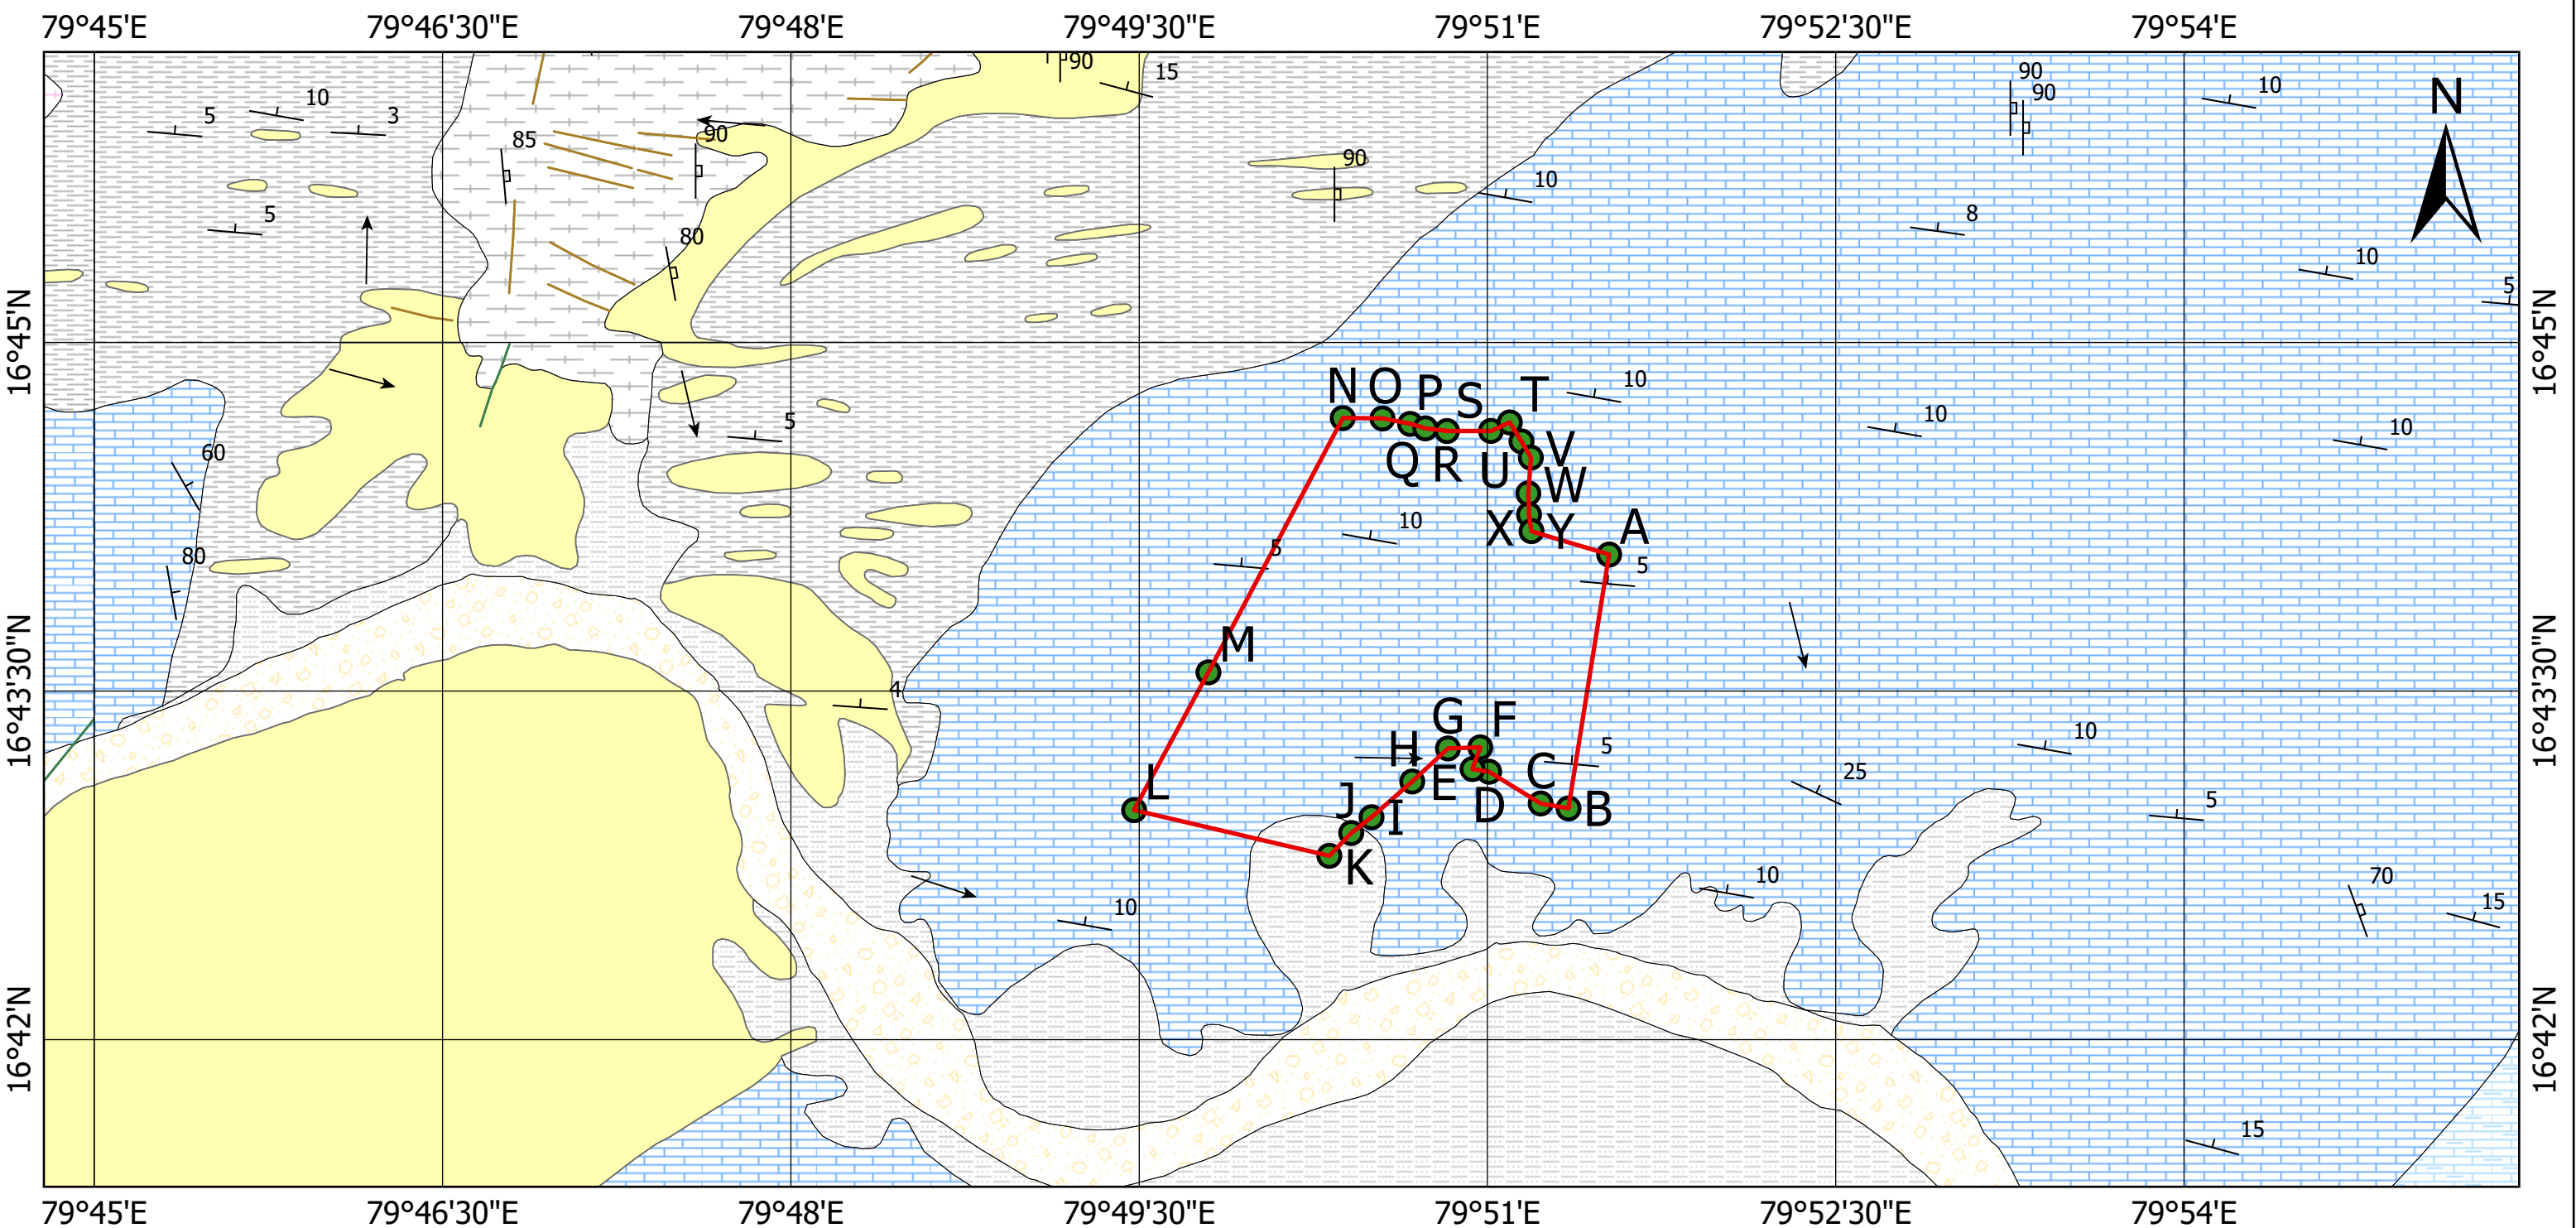 79°45'E 79°46'30"E 79°48'E 79°49'30"E 79°51'E 79°52'30"E 79°54'E
90 15 90 10
5 10 3 90 N
85 90
90 10
5 80 8
10
16°45'N 5 16°45'N
N O P S T 10
5 10 10
60 Q R U V
W
10 X Y A
80 5 5
M
16°43'30"N 4 16°43'30"N
G F
H 5 10
L J I E D C B 25 5
K
10 70
10 15
16°42'N 16°42'N
15
79°45'E 79°46'30"E 79°48'E 79°49'30"E 79°51'E 79°52'30"E 79°54'E